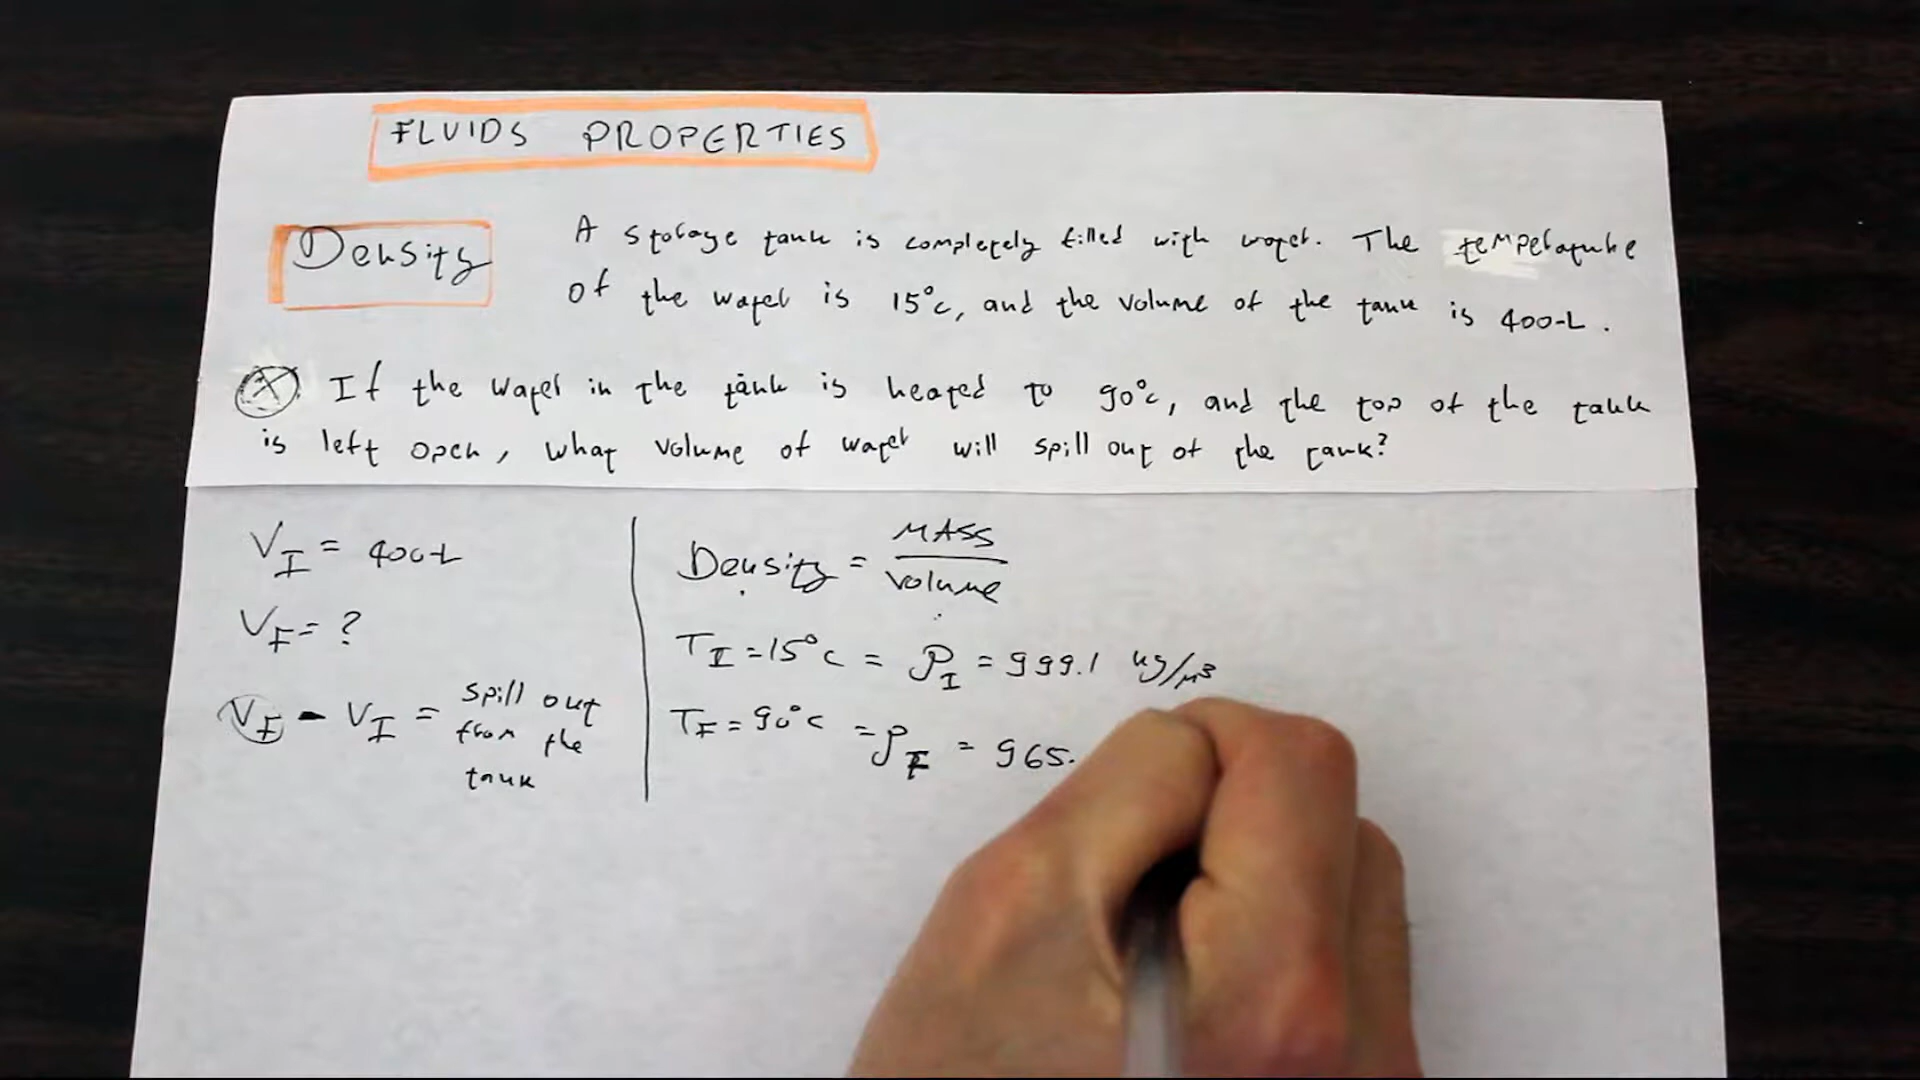 FLUIDS PROPERTIES
Density
A storage tank is completely filled with water. The temperature
of the water is 15°c, and the volume of the tank is 400-L.
X If the water in the tank is heated to 90°c, and the top of the tank
is left open, what volume of water will spill out of the tank?
V_I = 400-L
V_F = ?
V_F - V_I = spill out
from the
tank
Density = MASS / volume
T_I = 15°c = ρ_I = 999.1 kg/m³
T_F = 90°c = ρ_F = 965.